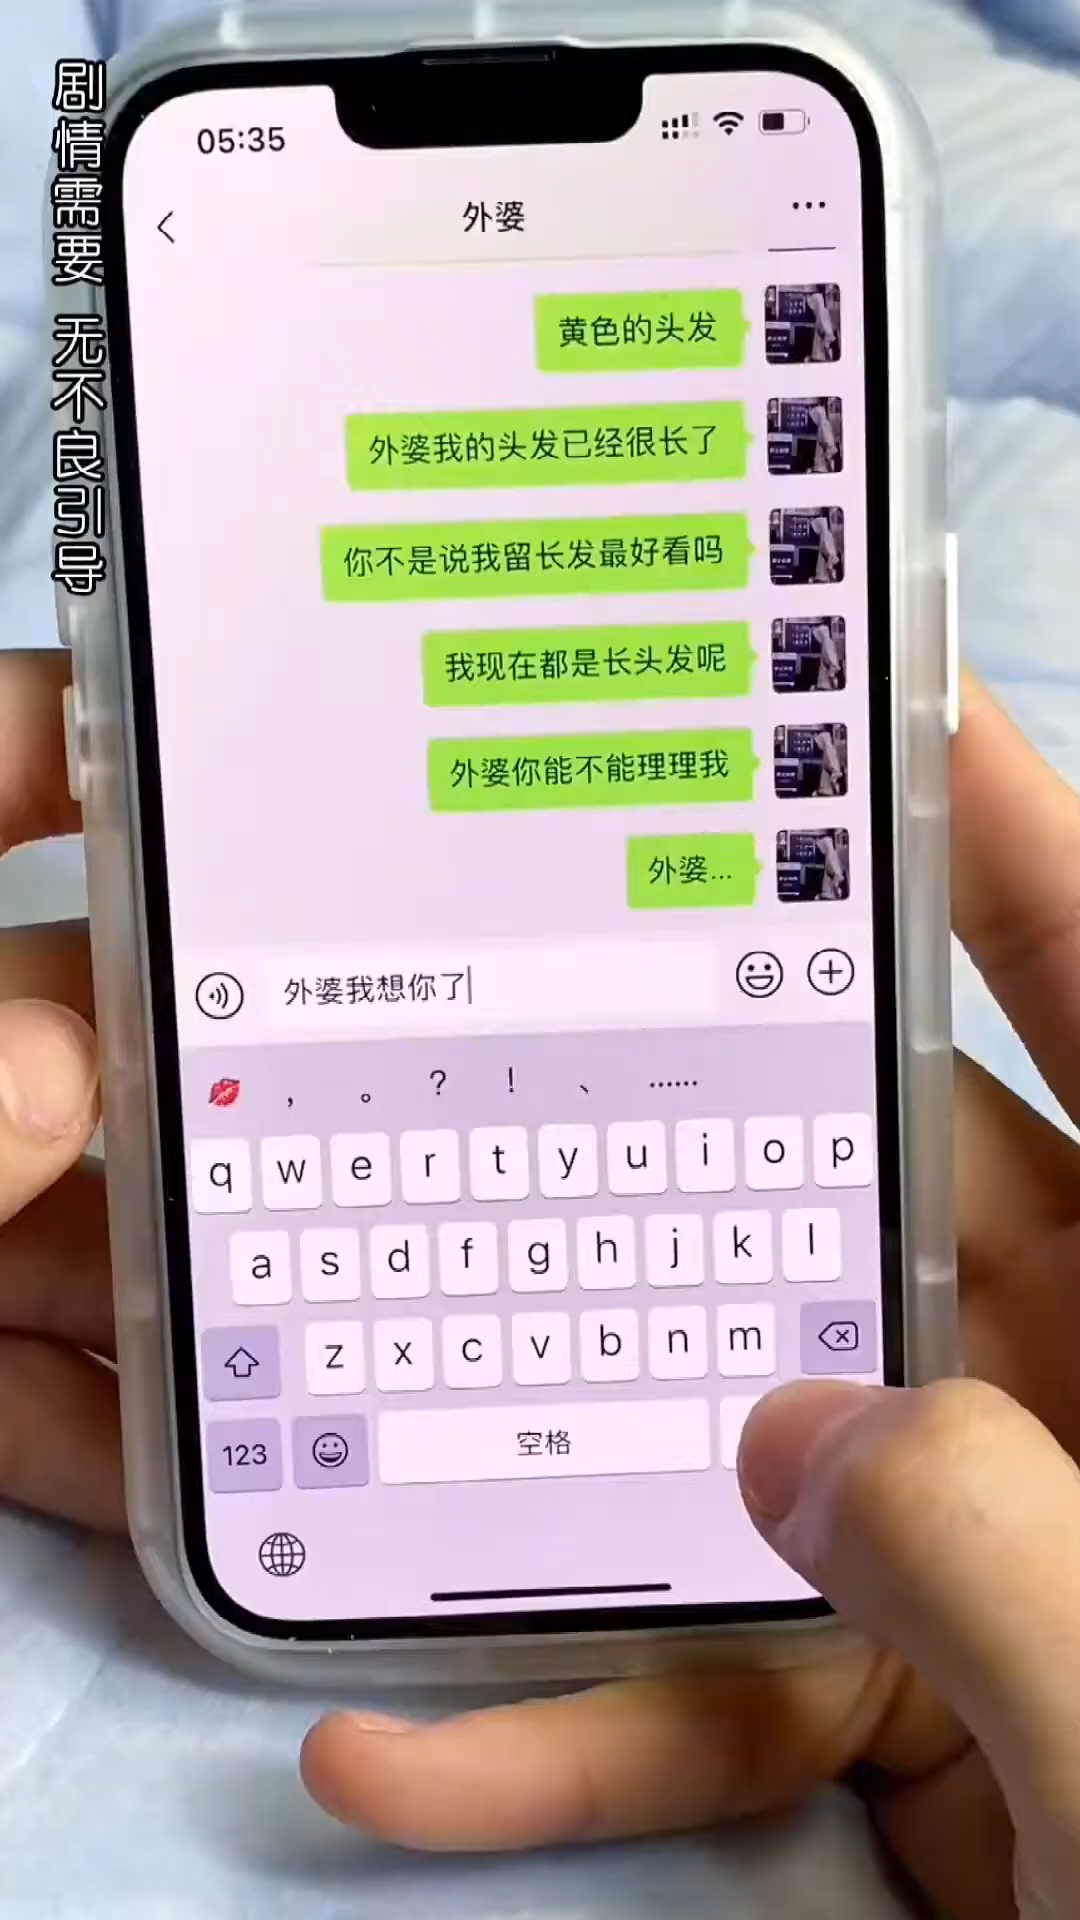 剧情需要 无不良引导
05:35
外婆
黄色的头发
外婆我的头发已经很长了
你不是说我留长发最好看吗
我现在都是长头发呢
外婆你能不能理理我
外婆...
外婆我想你了
， 。 ？ ！ 、 ......
q w e r t y u i o p
a s d f g h j k l
z x c v b n m
123 空格